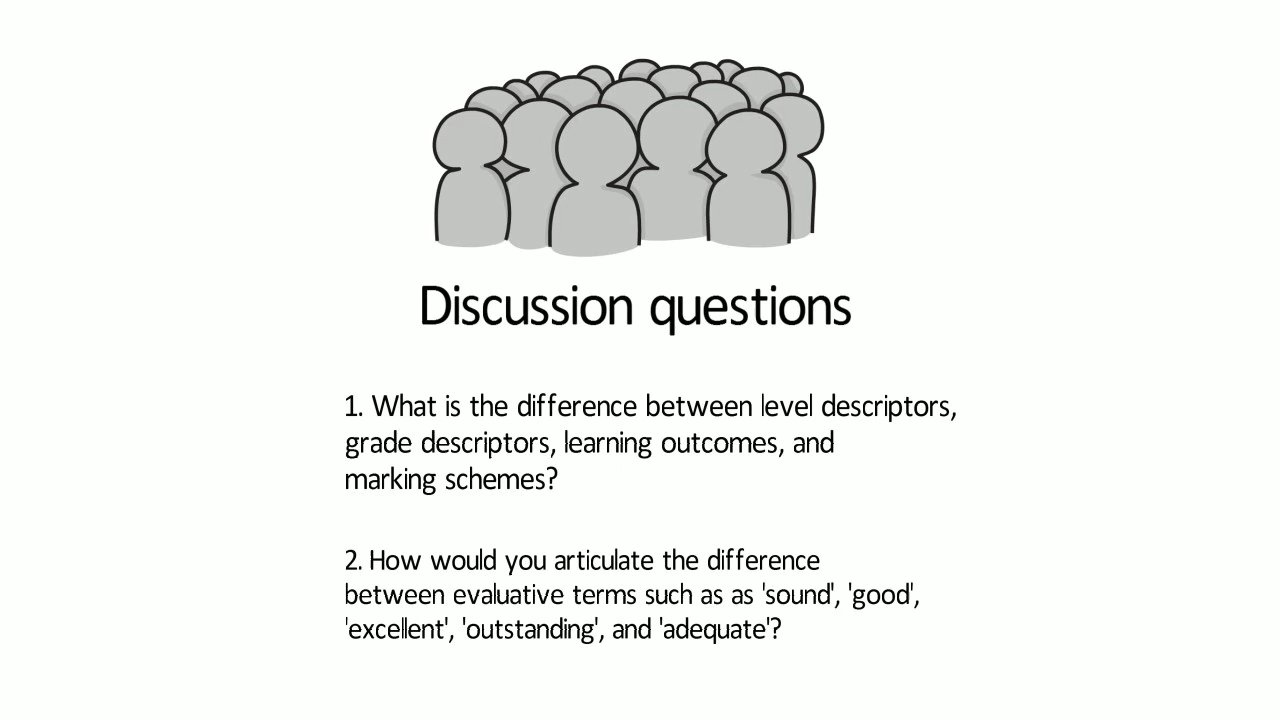 Discussion questions
1. What is the difference between level descriptors,
grade descriptors, learning outcomes, and
marking schemes?
2. How would you articulate the difference
between evaluative terms such as as 'sound', 'good',
'excellent', 'outstanding', and 'adequate'?